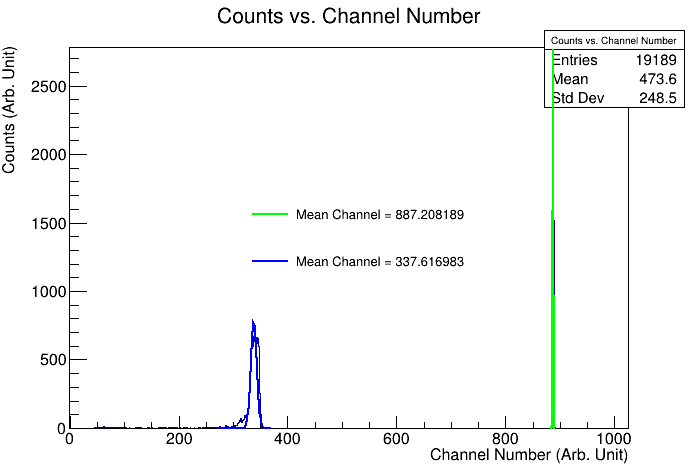 Counts vs. Channel Number
Counts vs. Channel Number
Entries 19189
Mean 473.6
Std Dev 248.5
Counts (Arb. Unit)
2500
2000
1500
1000
500
0
Mean Channel = 887.208189
Mean Channel = 337.616983
0 200 400 600 800 1000
Channel Number (Arb. Unit)